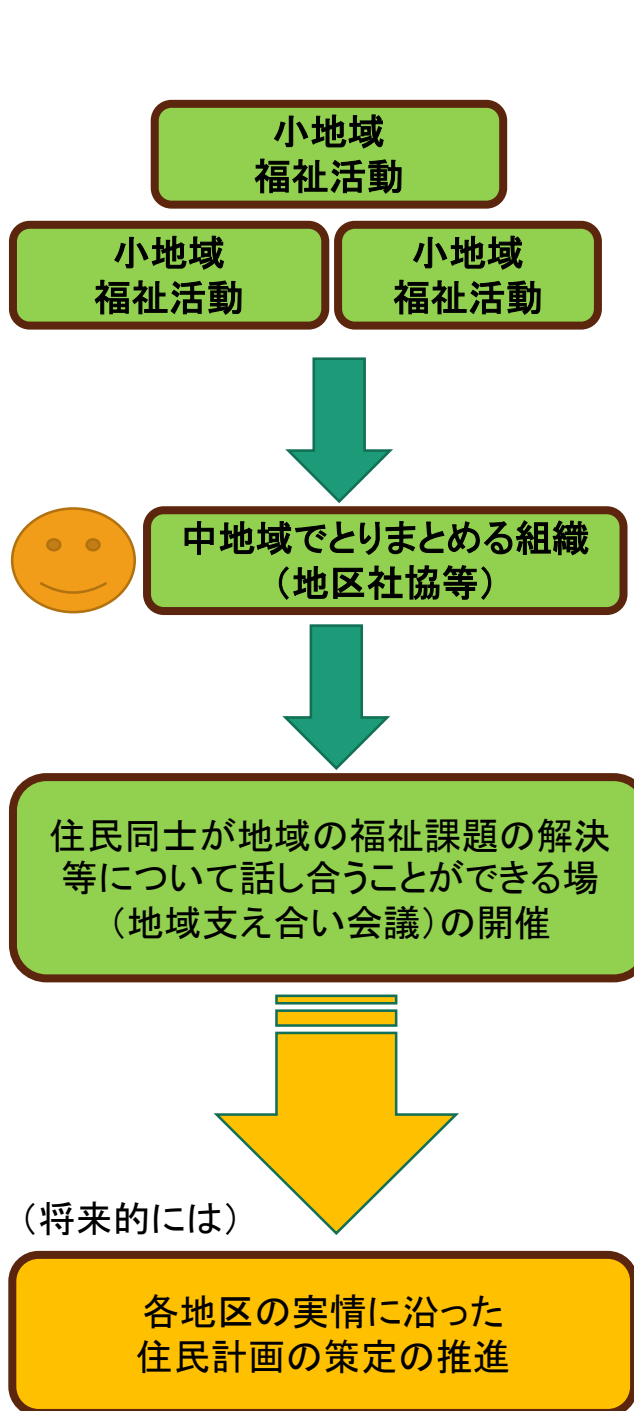 小地域
福祉活動
小地域
福祉活動
小地域
福祉活動
中地域でとりまとめる組織
（地区社協等）
住民同士が地域の福祉課題の解決
等について話し合うことができる場
（地域支え合い会議）の開催
（将来的には）
各地区の実情に沿った
住民計画の策定の推進